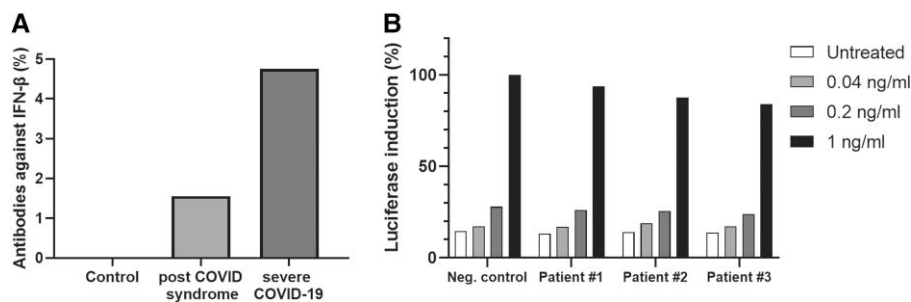 A
Antibodies against IFN-β (%)
5
4
3
2
1
0
Control
post COVID
syndrome
severe
COVID-19
B
Luciferase induction (%)
100
50
0
Neg. control
Patient #1
Patient #2
Patient #3
Untreated
0.04 ng/ml
0.2 ng/ml
1 ng/ml